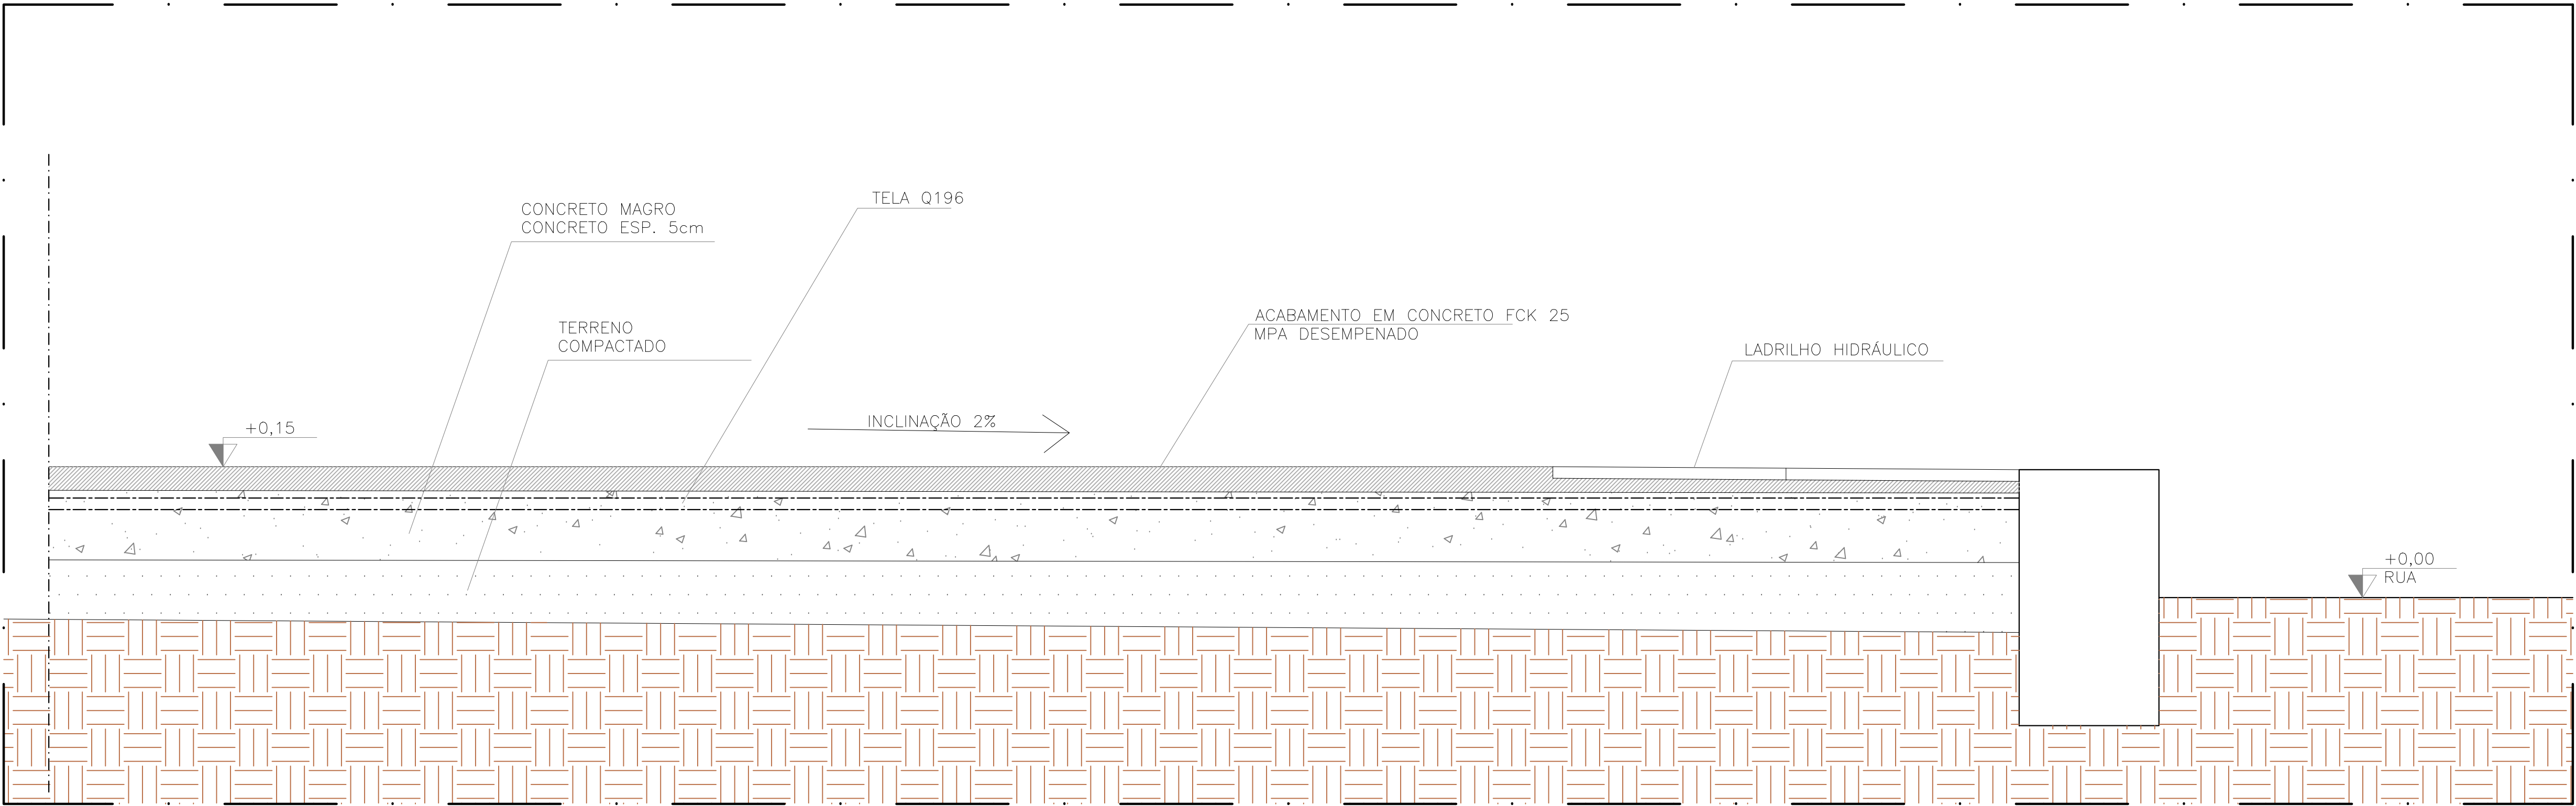 TELA Q196
CONCRETO MAGRO
CONCRETO ESP. 5cm
ACABAMENTO EM CONCRETO FCK 25
MPA DESEMPENADO
TERRENO
COMPACTADO
LADRILHO HIDRÁULICO
INCLINAÇÃO 2%
+0,15
+0,00
RUA